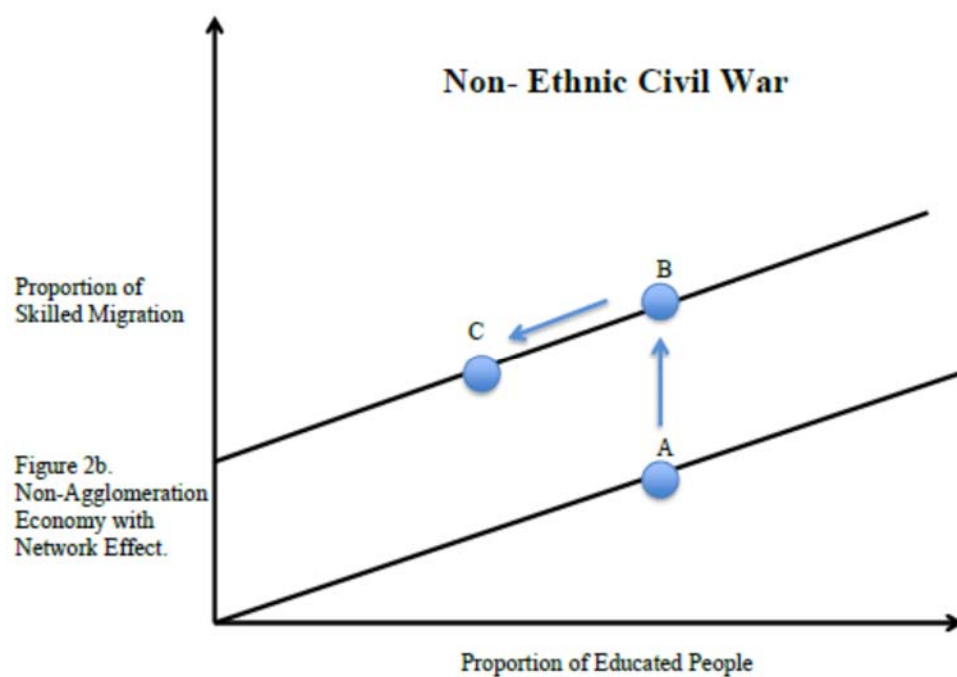 Non- Ethnic Civil War
B
Proportion of
Skilled Migration
C
A
Figure 2b.
Non-Agglomeration
Economy with
Network Effect.
Proportion of Educated People